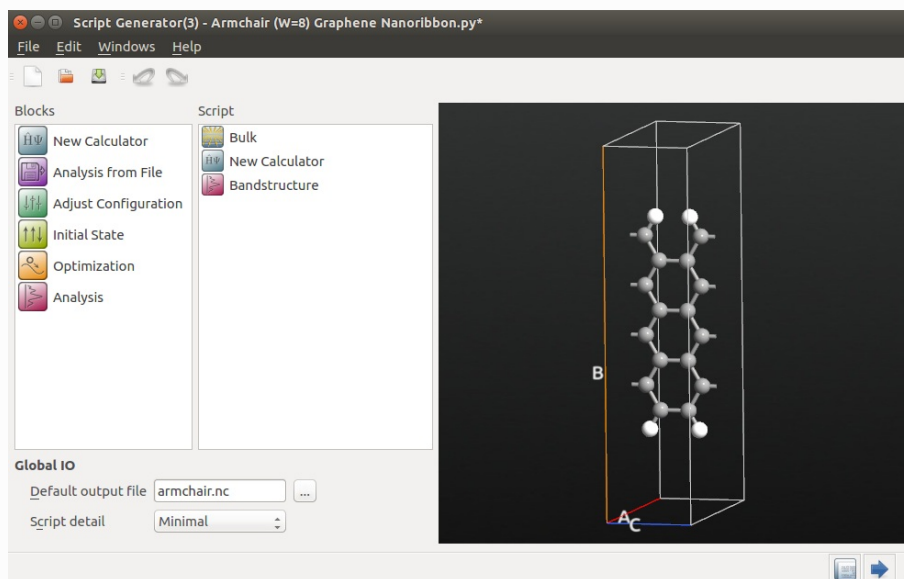 Script Generator(3) - Armchair (W=8) Graphene Nanoribbon.py*
File Edit Windows Help
Blocks
New Calculator
Analysis from File
Adjust Configuration
Initial State
Optimization
Analysis
Script
Bulk
New Calculator
Bandstructure
Global IO
Default output file armchair.nc ...
Script detail Minimal
B
A
C